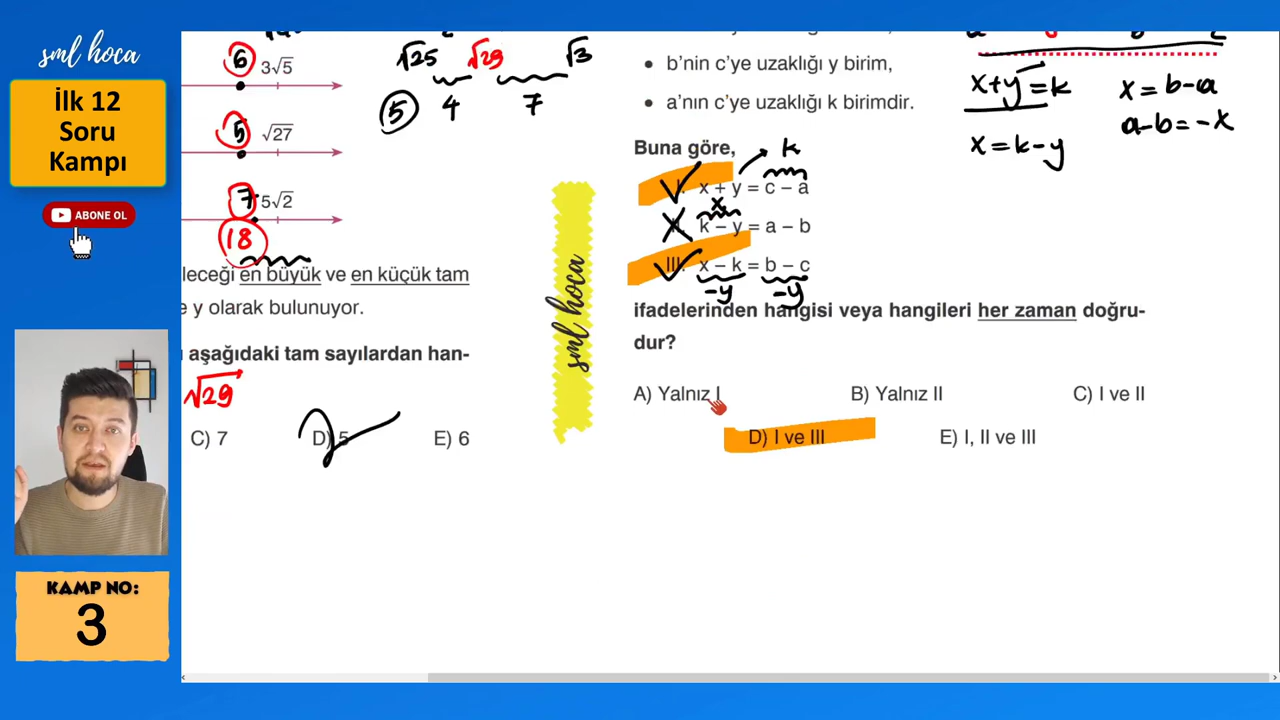 sml hoca
İlk 12
Soru
Kampı
ABONE OL
KAMP NO:
3
6
3√5
5
√27
7
5√2
18
√25 √29 √3
5 4 7
leceği en büyük ve en küçük tam
e y olarak bulunuyor.
aşağıdaki tam sayılardan han-
√29
C) 7 D) 5 E) 6
sml hoca
• b'nin c'ye uzaklığı y birim,
• a'nın c'ye uzaklığı k birimdir.
Buna göre,
k
x + y = c – a
x
k – y = a – b
III. x – k = b – c
-y -y
ifadelerinden hangisi veya hangileri her zaman doğru-
dur?
A) Yalnız I B) Yalnız II C) I ve II
D) I ve III E) I, II ve III
x+y=k x=b-a
a-b=-x
x=k-y